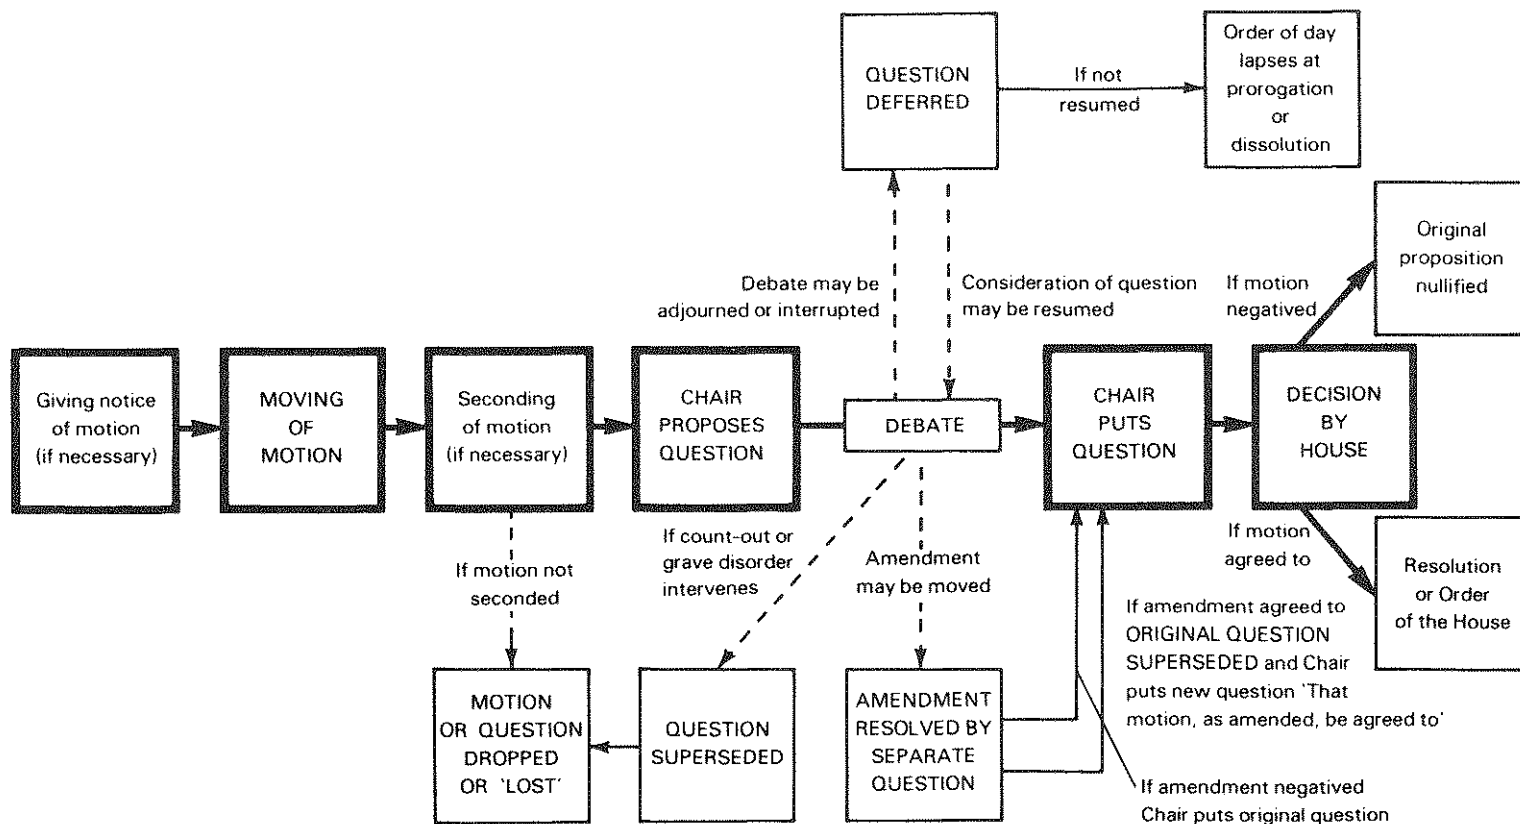 QUESTION
DEFERRED
If not
resumed
Order of day
lapses at
prorogation
or
dissolution
Debate may be
adjourned or interrupted
Consideration of question
may be resumed
If motion
negatived
Original
proposition
nullified
Giving notice
of motion
(if necessary)
MOVING
OF
MOTION
Seconding
of motion
(if necessary)
CHAIR
PROPOSES
QUESTION
DEBATE
CHAIR
PUTS
QUESTION
DECISION
BY
HOUSE
If motion not
seconded
If count-out or
grave disorder
intervenes
Amendment
may be moved
If motion
agreed to
Resolution
or Order
of the House
If amendment agreed to
ORIGINAL QUESTION
SUPERSEDED and Chair
puts new question 'That
motion, as amended, be agreed to'
MOTION
OR QUESTION
DROPPED
OR 'LOST'
QUESTION
SUPERSEDED
AMENDMENT
RESOLVED BY
SEPARATE
QUESTION
If amendment negatived
Chair puts original question